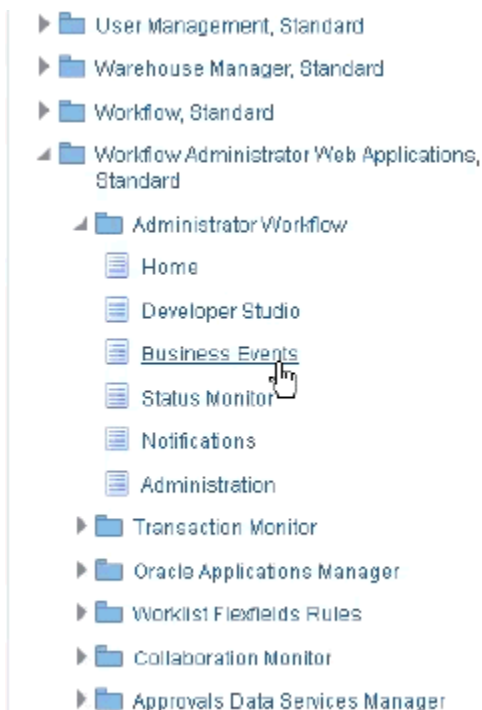 User Management, Standard
Warehouse Manager, Standard
Workflow, Standard
Workflow Administrator Web Applications,
Standard
Administrator Workflow
Home
Developer Studio
Business Events
Status Monitor
Notifications
Administration
Transaction Monitor
Oracle Applications Manager
Worklist Flexfields Rules
Collaboration Monitor
Approvals Data Services Manager